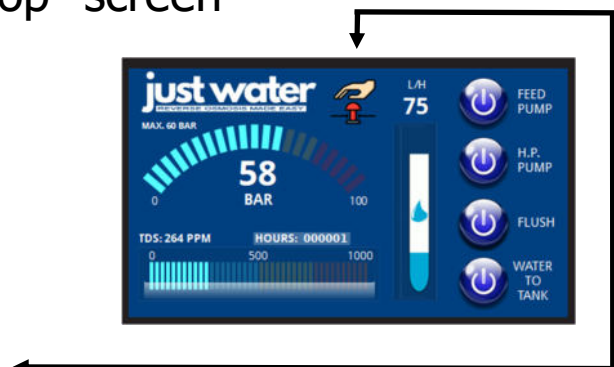 op" screen
just water
REVERSE OSMOSIS MADE EASY
L/H
75
FEED
PUMP
MAX. 60 BAR
58
BAR
0
100
H.P.
PUMP
FLUSH
TDS: 264 PPM
HOURS: 000001
0
500
1000
WATER
TO
TANK